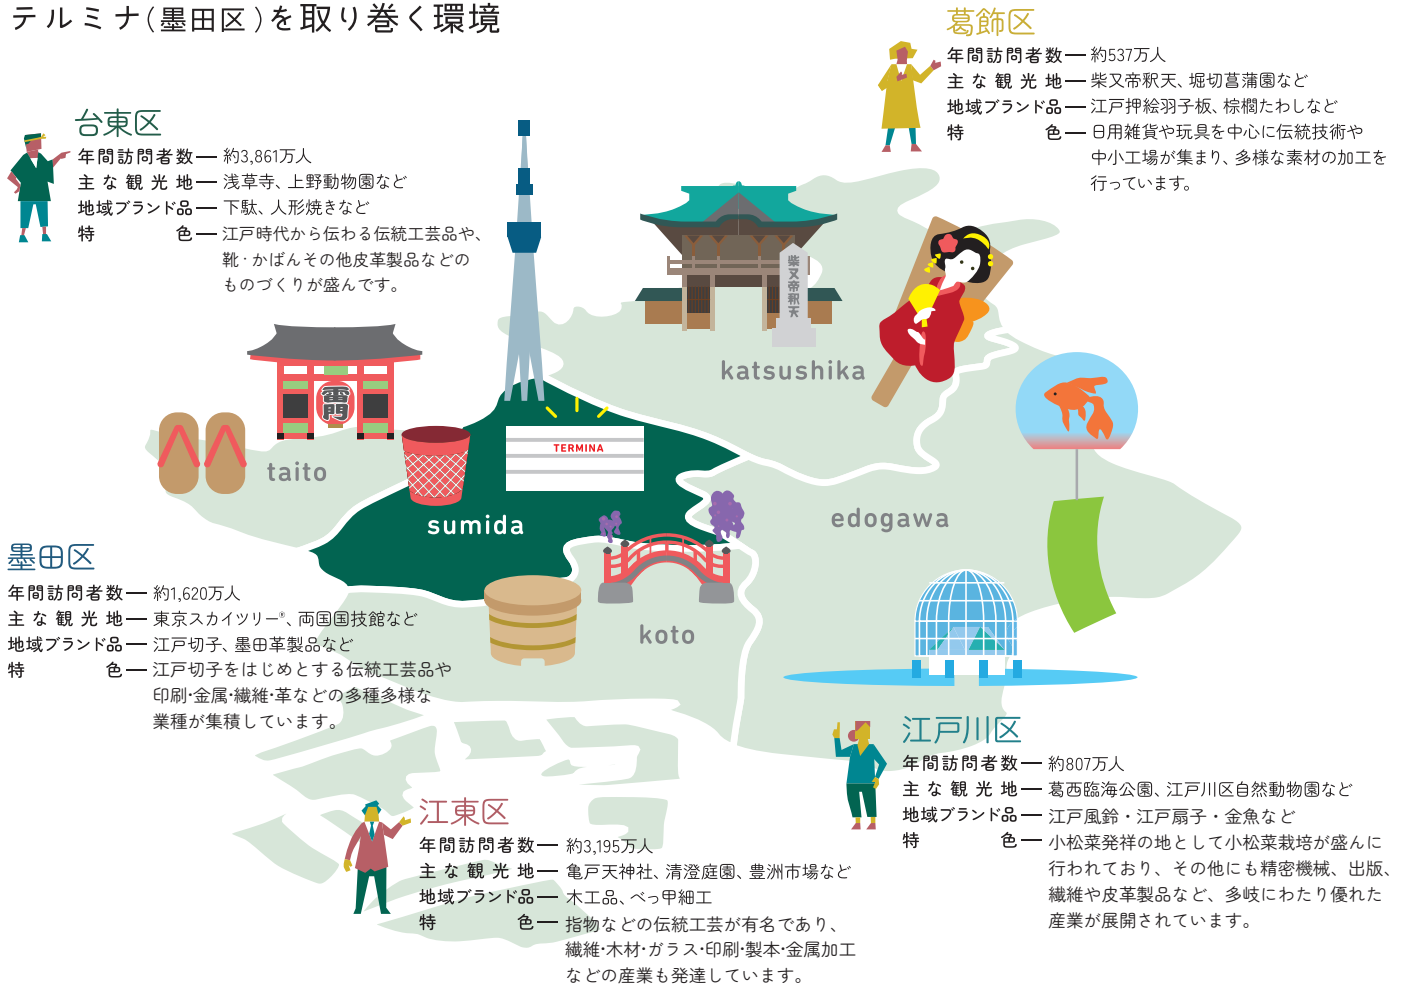 テルミナ(墨田区)を取り巻く環境
葛飾区
年間訪問者数ー約537万人
主な観光地ー柴又帝釈天、堀切菖蒲園など
地域ブランド品ー江戸押絵羽子板、棕櫚たわしなど
特色ー日用雑貨や玩具を中心に伝統技術や
中小工場が集まり、多様な素材の加工を
行っています。
台東区
年間訪問者数ー約3,861万人
主な観光地ー浅草寺、上野動物園など
地域ブランド品ー下駄、人形焼きなど
特色ー江戸時代から伝わる伝統工芸品や、
靴・かばんその他皮革製品などの
ものづくりが盛んです。
柴又帝釈天
katsushika
雷門
taito
TERMINA
sumida
edogawa
koto
墨田区
年間訪問者数ー約1,620万人
主な観光地ー東京スカイツリー®、両国国技館など
地域ブランド品ー江戸切子、墨田革製品など
特色ー江戸切子をはじめとする伝統工芸品や
印刷・金属・繊維・革などの多種多様な
業種が集積しています。
江戸川区
年間訪問者数ー約807万人
主な観光地ー葛西臨海公園、江戸川区自然動物園など
地域ブランド品ー江戸風鈴・江戸扇子・金魚など
特色ー小松菜発祥の地として小松菜栽培が盛んに
行われており、その他にも精密機械、出版、
繊維や皮革製品など、多岐にわたり優れた
産業が展開されています。
江東区
年間訪問者数ー約3,195万人
主な観光地ー亀戸天神社、清澄庭園、豊洲市場など
地域ブランド品ー木工品、べっ甲細工
特色ー指物などの伝統工芸が有名であり、
繊維・木材・ガラス・印刷・製本・金属加工
などの産業も発達しています。